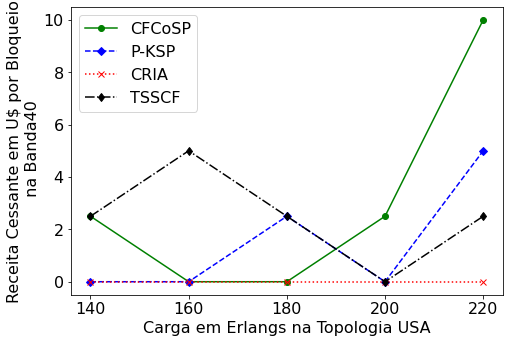 Receita Cessante em U$ por Bloqueio
na Banda40
10
8
6
4
2
0
CFCoSP
P-KSP
CRIA
TSSCF
140 160 180 200 220
Carga em Erlangs na Topologia USA